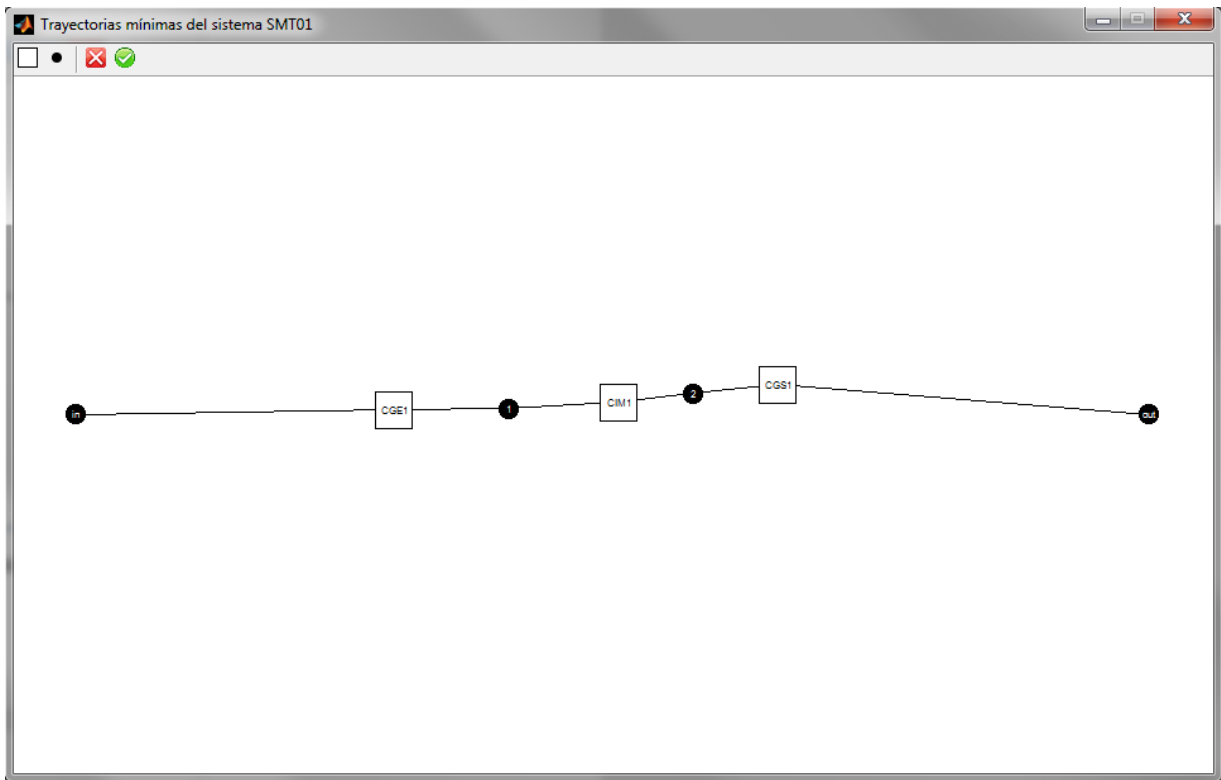 Trayectorias mínimas del sistema SMT01
in
CGE1
1
CIM1
2
CGS1
out